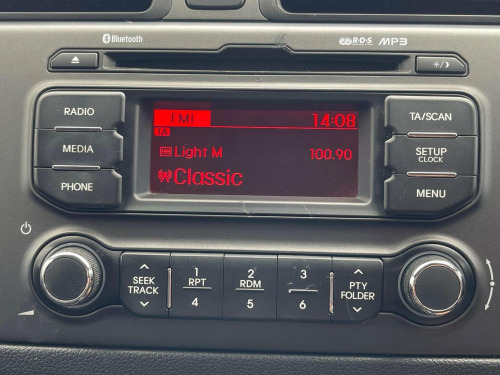 Bluetooth
R·D·S MP3
RADIO
MEDIA
PHONE
FM1 14:08
TA
Light M 100.90
Classic
TA/SCAN
SETUP
CLOCK
MENU
SEEK
TRACK
1
RPT
4
2
RDM
5
3
6
PTY
FOLDER